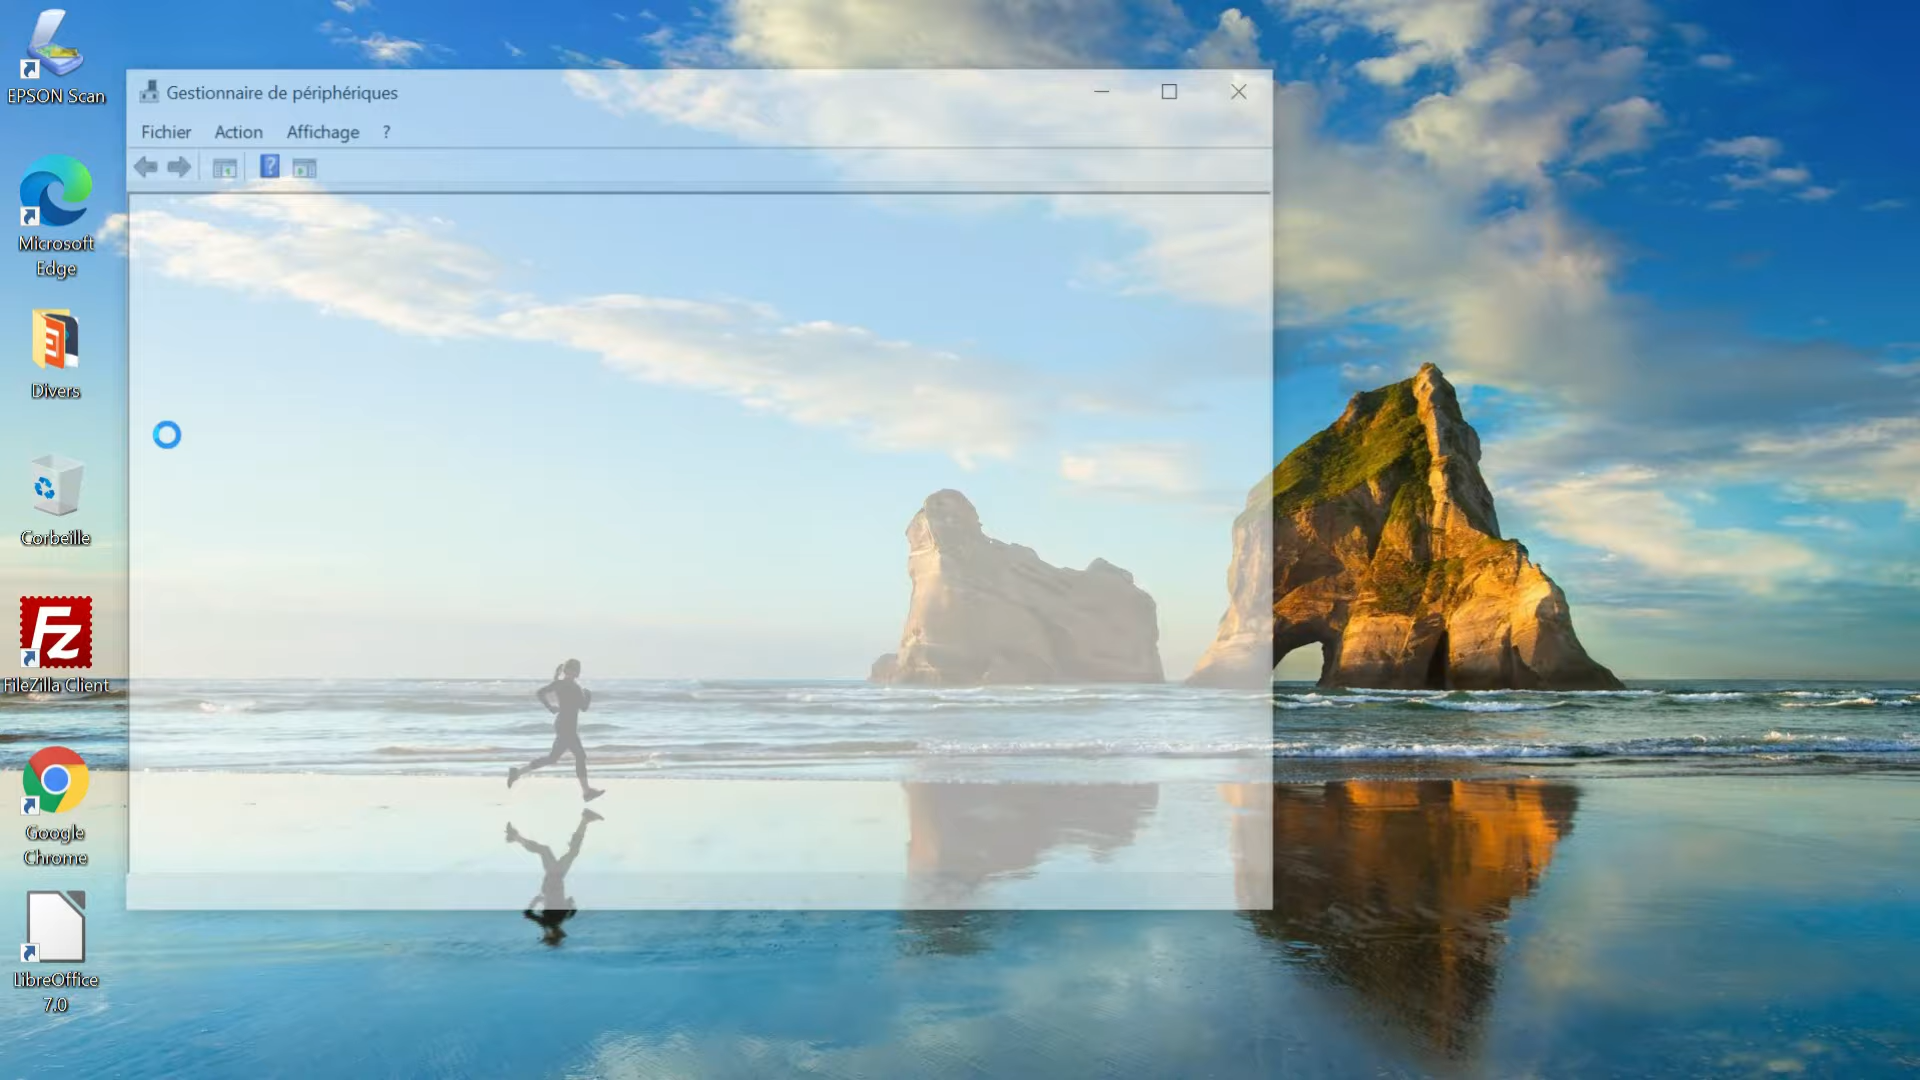 EPSON Scan
Microsoft
Edge
Divers
Corbeille
FileZilla Client
Google
Chrome
LibreOffice
7.0
Gestionnaire de périphériques
Fichier Action Affichage ?